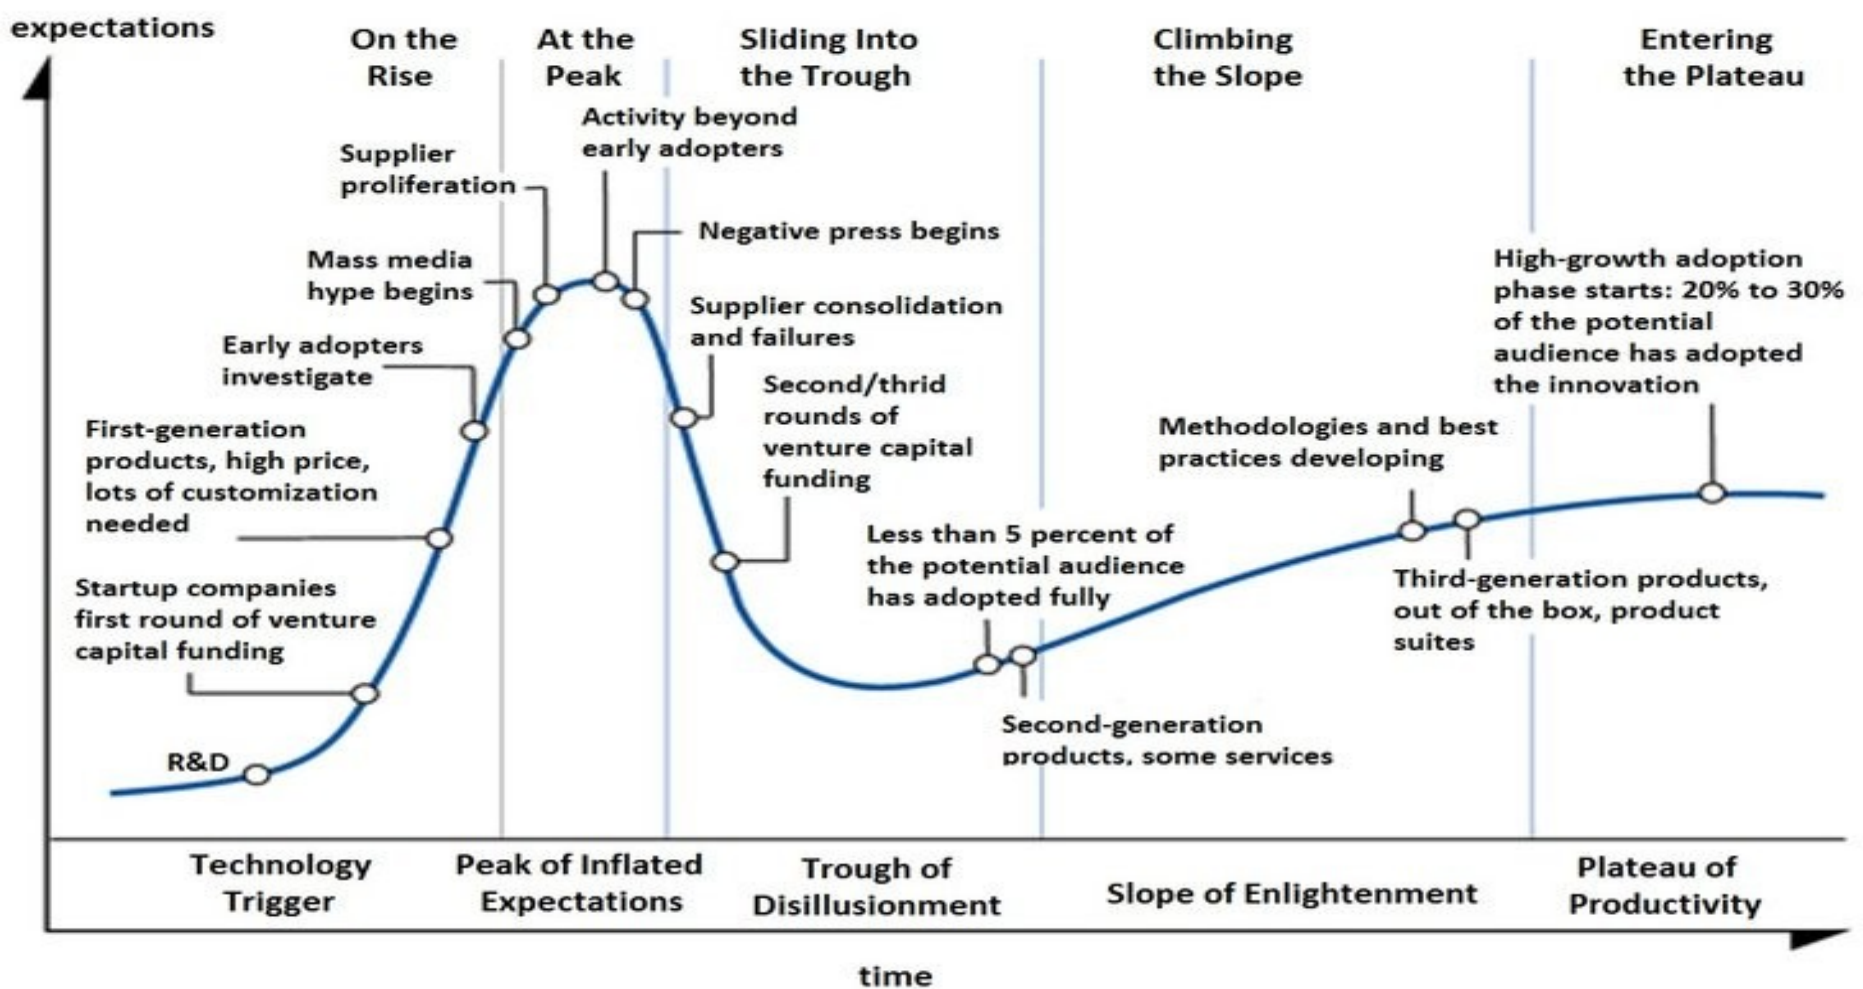 expectations
On the
Rise
At the
Peak
Sliding Into
the Trough
Climbing
the Slope
Entering
the Plateau
Activity beyond
early adopters
Supplier
proliferation
Negative press begins
Mass media
hype begins
Supplier consolidation
and failures
Early adopters
investigate
Second/thrid
rounds of
venture capital
funding
High-growth adoption
phase starts: 20% to 30%
of the potential
audience has adopted
the innovation
First-generation
products, high price,
lots of customization
needed
Methodologies and best
practices developing
Less than 5 percent of
the potential audience
has adopted fully
Startup companies
first round of venture
capital funding
Third-generation products,
out of the box, product
suites
Second-generation
products, some services
R&D
Technology
Trigger
Peak of Inflated
Expectations
Trough of
Disillusionment
Slope of Enlightenment
Plateau of
Productivity
time